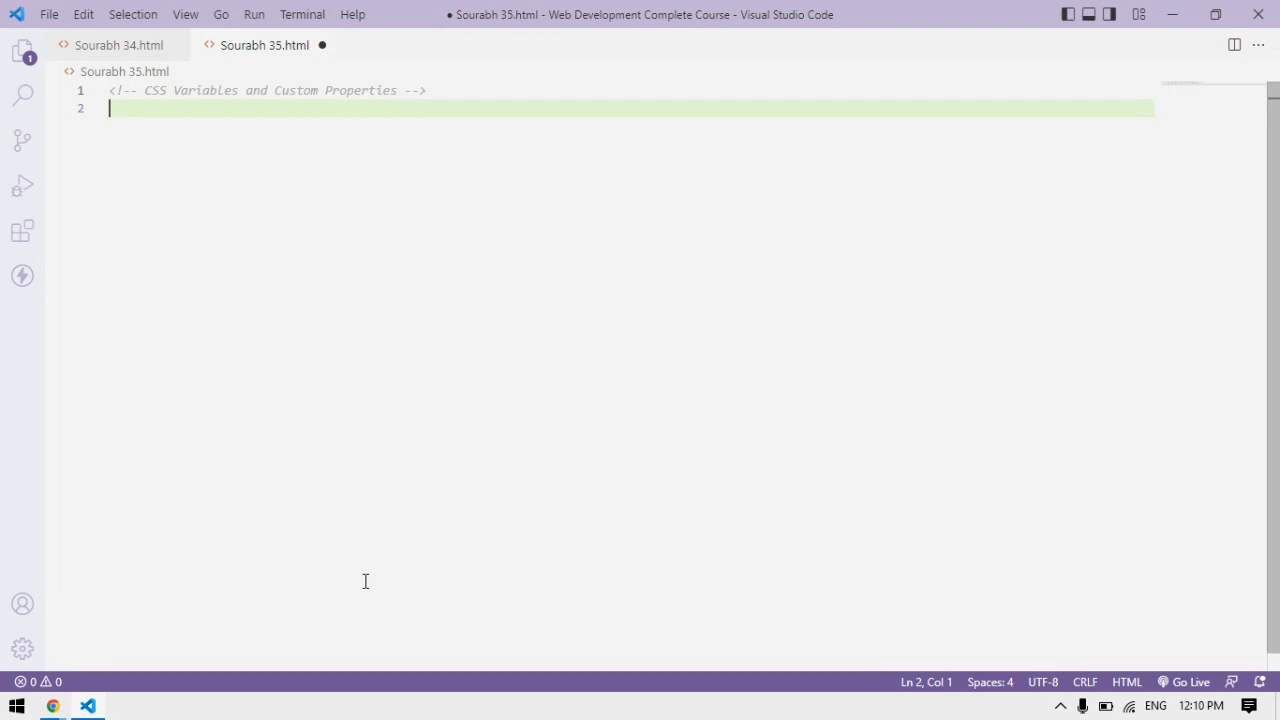 File Edit Selection View Go Run Terminal Help
● Sourabh 35.html - Web Development Complete Course - Visual Studio Code
Sourabh 34.html
Sourabh 35.html ●
Sourabh 35.html
1 <!-- CSS Variables and Custom Properties -->
2
1
0 0
Ln 2, Col 1 Spaces: 4 UTF-8 CRLF HTML Go Live
ENG 12:10 PM